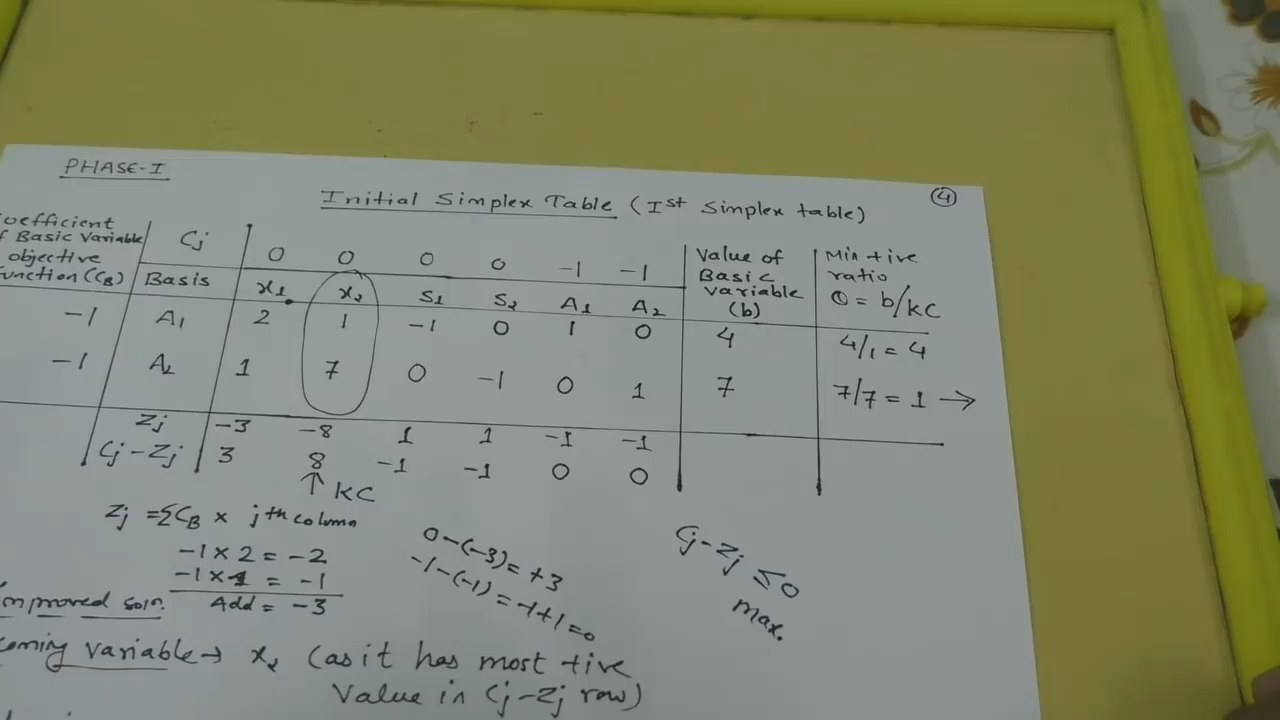 PHASE-I
Initial Simplex Table (Ist Simplex table)
4
Cj 0 0 0 0 -1 -1
Basic Variable
objective
(CB)
Basis x1 x2 S1 S2 A1 A2
Value of
Basic
Variable
(b)
Min +ive
ratio
θ = b/KC
-1 A1 2 1 -1 0 1 0 4 4/1 = 4
-1 A2 1 7 0 -1 0 1 7 7/7 = 1 →
Zj -3 -8 1 1 -1 -1
Cj - Zj 3 8 -1 -1 0 0
↑ KC
Zj = ΣCB × jth column
-1 × 2 = -2
-1 × 1 = -1
Add = -3
0-(-3) = +3
-1-(-1) = -1+1=0
Cj - Zj ≤ 0
max.
soln.
variable → x2 (as it has most +ive
Value in Cj - Zj row)